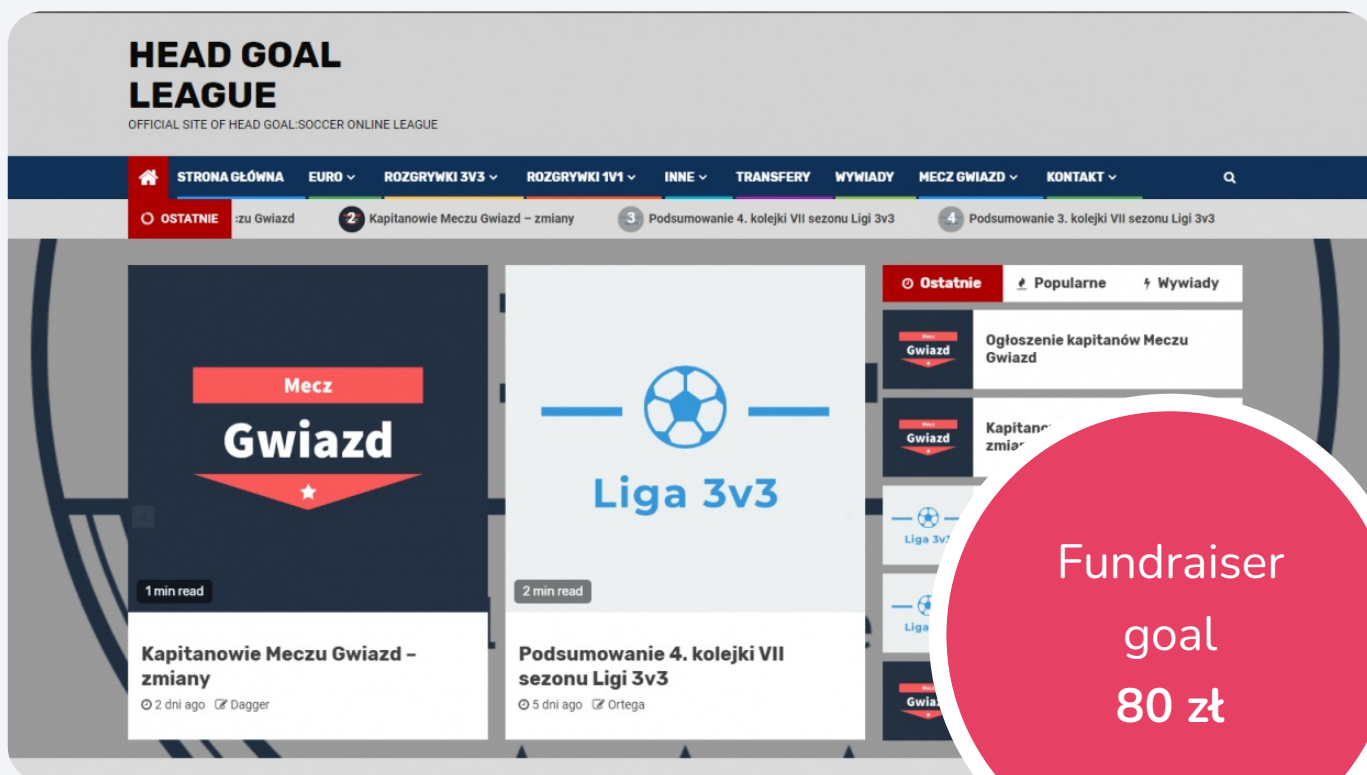 HEAD GOAL
LEAGUE
OFFICIAL SITE OF HEAD GOAL:SOCCER ONLINE LEAGUE
STRONA GŁÓWNA EURO ROZGRYWKI 3V3 ROZGRYWKI 1V1 INNE TRANSFERY WYWIADY MECZ GWIAZD KONTAKT
OSTATNIE :zu Gwiazd 2 Kapitanowie Meczu Gwiazd – zmiany 3 Podsumowanie 4. kolejki VII sezonu Ligi 3v3 4 Podsumowanie 3. kolejki VII sezonu Ligi 3v3
Mecz
Gwiazd
1 min read
Kapitanowie Meczu Gwiazd –
zmiany
2 dni ago Dagger
Liga 3v3
2 min read
Podsumowanie 4. kolejki VII
sezonu Ligi 3v3
5 dni ago Ortega
Ostatnie Popularne Wywiady
Mecz
Gwiazd
Ogłoszenie kapitanów Meczu
Gwiazd
Mecz
Gwiazd
Kapitano
zmian
Liga 3v3
Liga
Gwiaz
Fundraiser
goal
80 zł